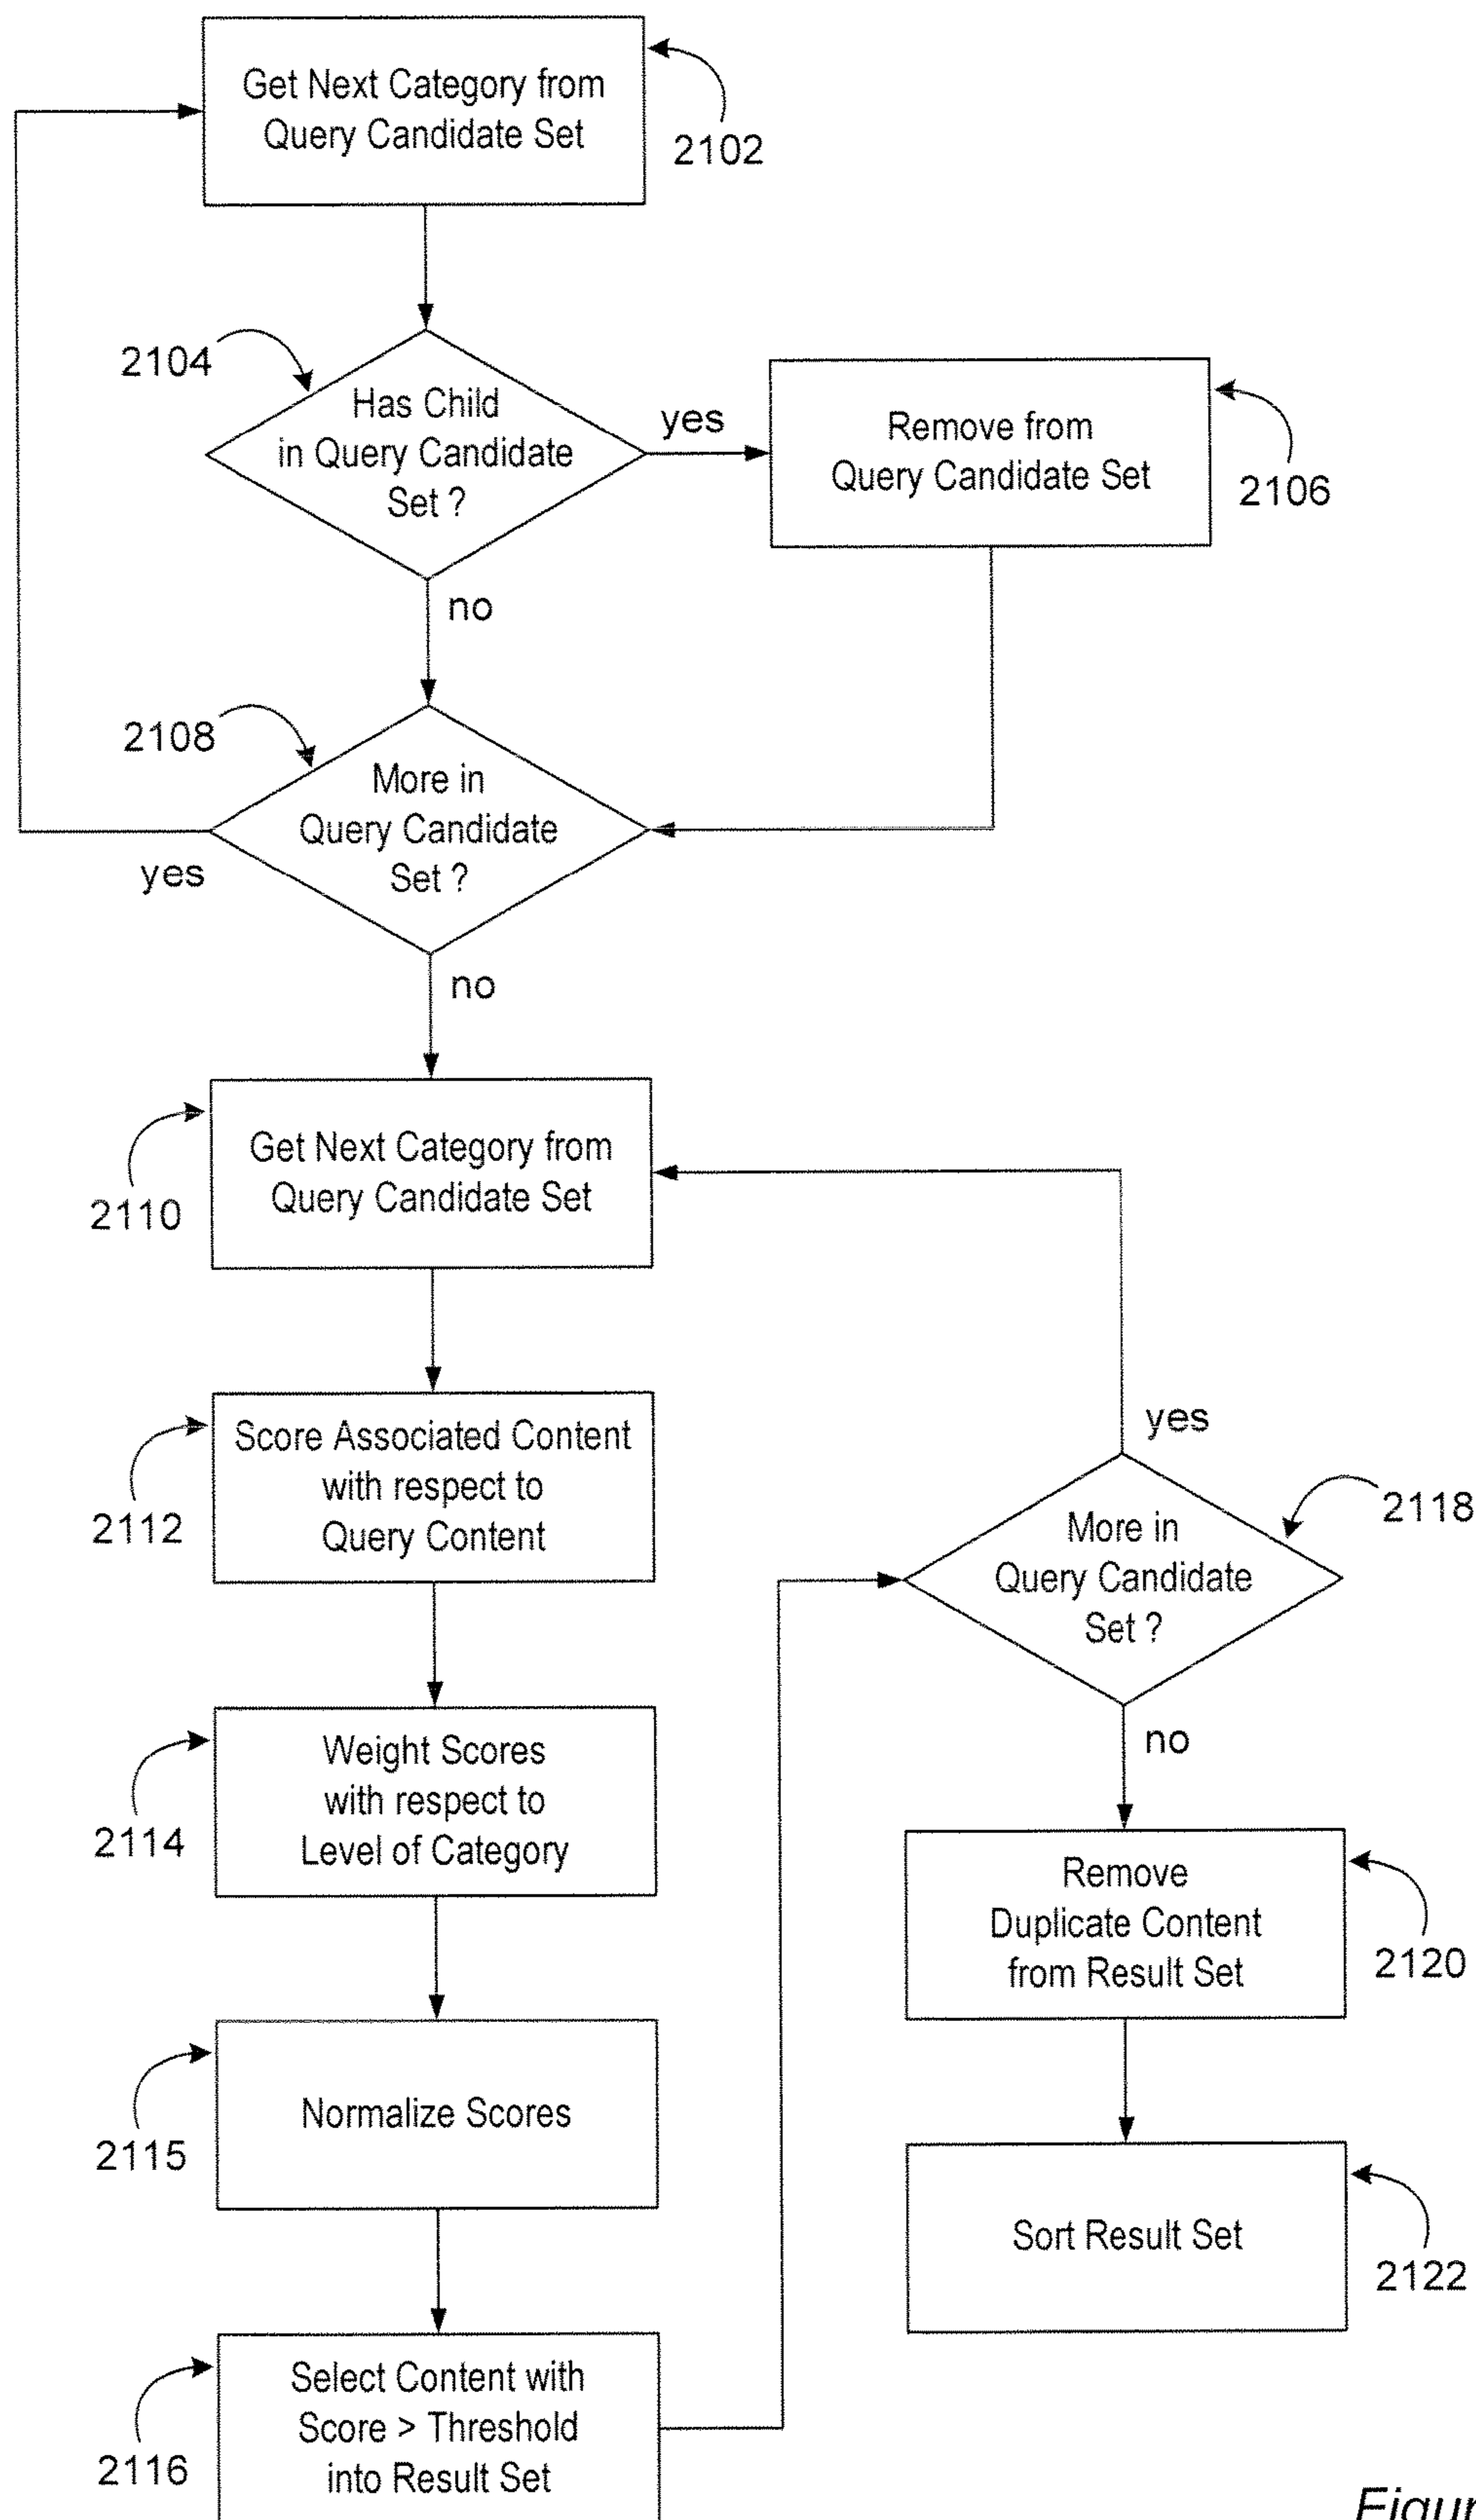 Get Next Category from
Query Candidate Set
2102
2104
Has Child
in Query Candidate
Set ?
yes
Remove from
Query Candidate Set
2106
no
2108
More in
Query Candidate
Set ?
yes
no
Get Next Category from
Query Candidate Set
2110
Score Associated Content
with respect to
Query Content
2112
yes
More in
Query Candidate
Set ?
2118
no
Weight Scores
with respect to
Level of Category
2114
Remove
Duplicate Content
from Result Set
2120
Normalize Scores
2115
Sort Result Set
2122
Select Content with
Score > Threshold
into Result Set
2116